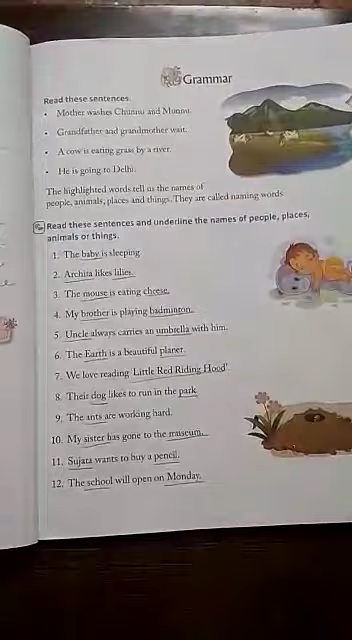 Grammar
Read these sentences.
• Mother washes Chunnu and Munnu.
• Grandfather and grandmother wait.
• A cow is eating grass by a river.
• He is going to Delhi.
The highlighted words tell us the names of
people, animals, places and things. They are called naming words
Read these sentences and underline the names of people, places,
animals or things.
1. The baby is sleeping
2. Archita likes lilies.
3. The mouse is eating cheese.
4. My brother is playing badminton.
5. Uncle always carries an umbrella with him.
6. The Earth is a beautiful planet.
7. We love reading 'Little Red Riding Hood'.
8. Their dog likes to run in the park.
9. The ants are working hard.
10. My sister has gone to the museum.
11. Sujata wants to buy a pencil.
12. The school will open on Monday.